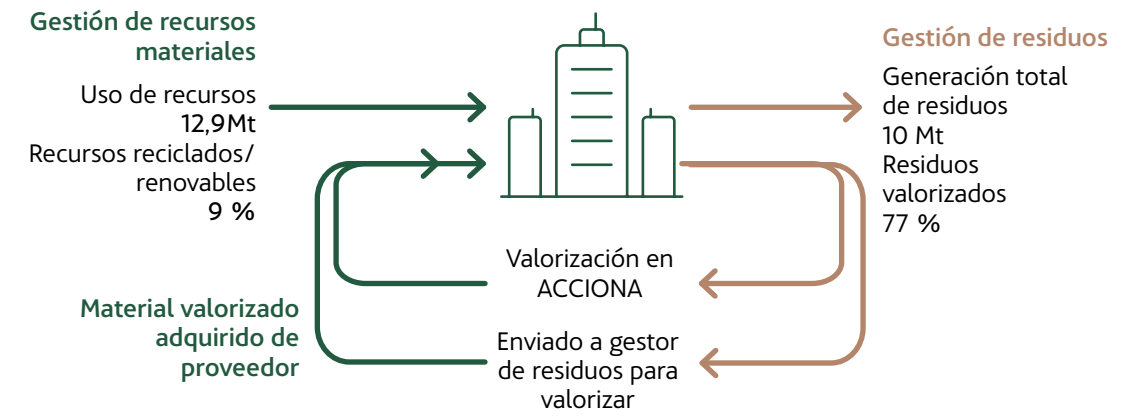 Gestión de recursos
materiales
Uso de recursos
12,9Mt
Recursos reciclados/
renovables
9 %
Material valorizado
adquirido de
proveedor
Valorización en
ACCIONA
Enviado a gestor
de residuos para
valorizar
Gestión de residuos
Generación total
de residuos
10 Mt
Residuos
valorizados
77 %